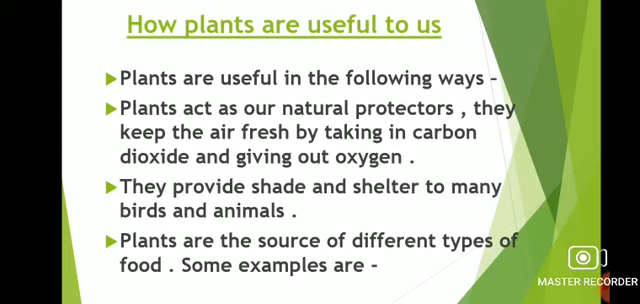 How plants are useful to us
Plants are useful in the following ways -
Plants act as our natural protectors , they
keep the air fresh by taking in carbon
dioxide and giving out oxygen .
They provide shade and shelter to many
birds and animals .
Plants are the source of different types of
food . Some examples are -
MASTER RECORDER